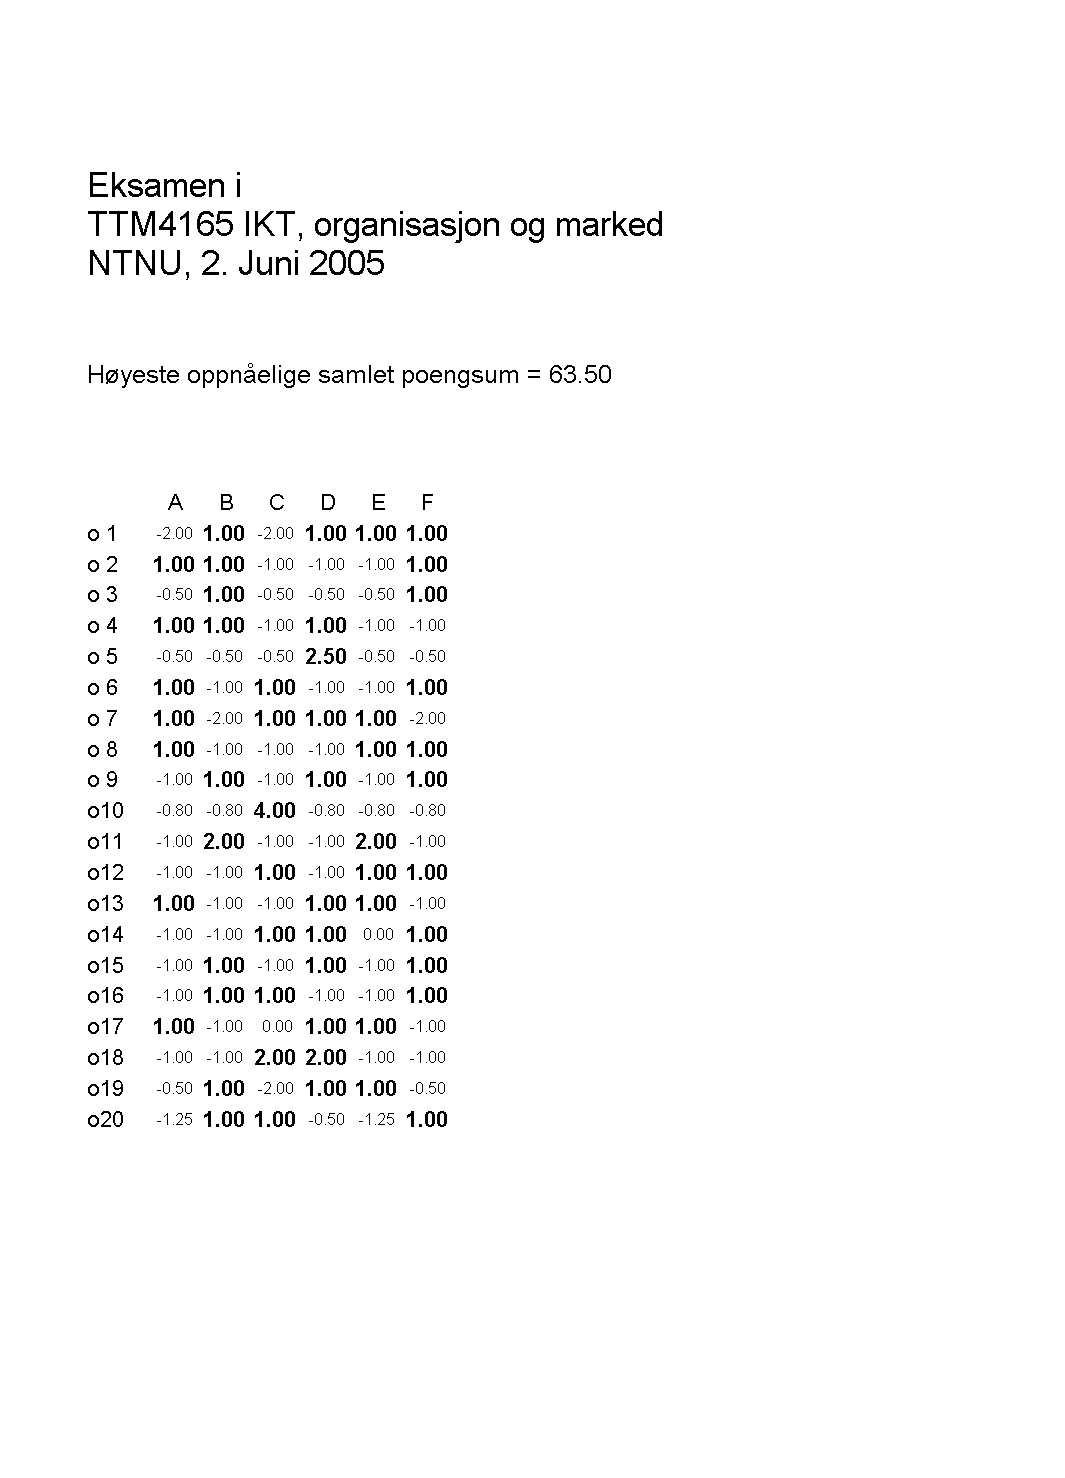 Eksamen i
TTM4165 IKT, organisasjon og marked
NTNU, 2. Juni 2005
Høyeste oppnåelige samlet poengsum = 63.50
A B C D E F
o 1 -2.00 1.00 -2.00 1.00 1.00 1.00
o 2 1.00 1.00 -1.00 -1.00 -1.00 1.00
o 3 -0.50 1.00 -0.50 -0.50 -0.50 1.00
o 4 1.00 1.00 -1.00 1.00 -1.00 -1.00
o 5 -0.50 -0.50 -0.50 2.50 -0.50 -0.50
o 6 1.00 -1.00 1.00 -1.00 -1.00 1.00
o 7 1.00 -2.00 1.00 1.00 1.00 -2.00
o 8 1.00 -1.00 -1.00 -1.00 1.00 1.00
o 9 -1.00 1.00 -1.00 1.00 -1.00 1.00
o10 -0.80 -0.80 4.00 -0.80 -0.80 -0.80
o11 -1.00 2.00 -1.00 -1.00 2.00 -1.00
o12 -1.00 -1.00 1.00 -1.00 1.00 1.00
o13 1.00 -1.00 -1.00 1.00 1.00 -1.00
o14 -1.00 -1.00 1.00 1.00 0.00 1.00
o15 -1.00 1.00 -1.00 1.00 -1.00 1.00
o16 -1.00 1.00 1.00 -1.00 -1.00 1.00
o17 1.00 -1.00 0.00 1.00 1.00 -1.00
o18 -1.00 -1.00 2.00 2.00 -1.00 -1.00
o19 -0.50 1.00 -2.00 1.00 1.00 -0.50
o20 -1.25 1.00 1.00 -0.50 -1.25 1.00